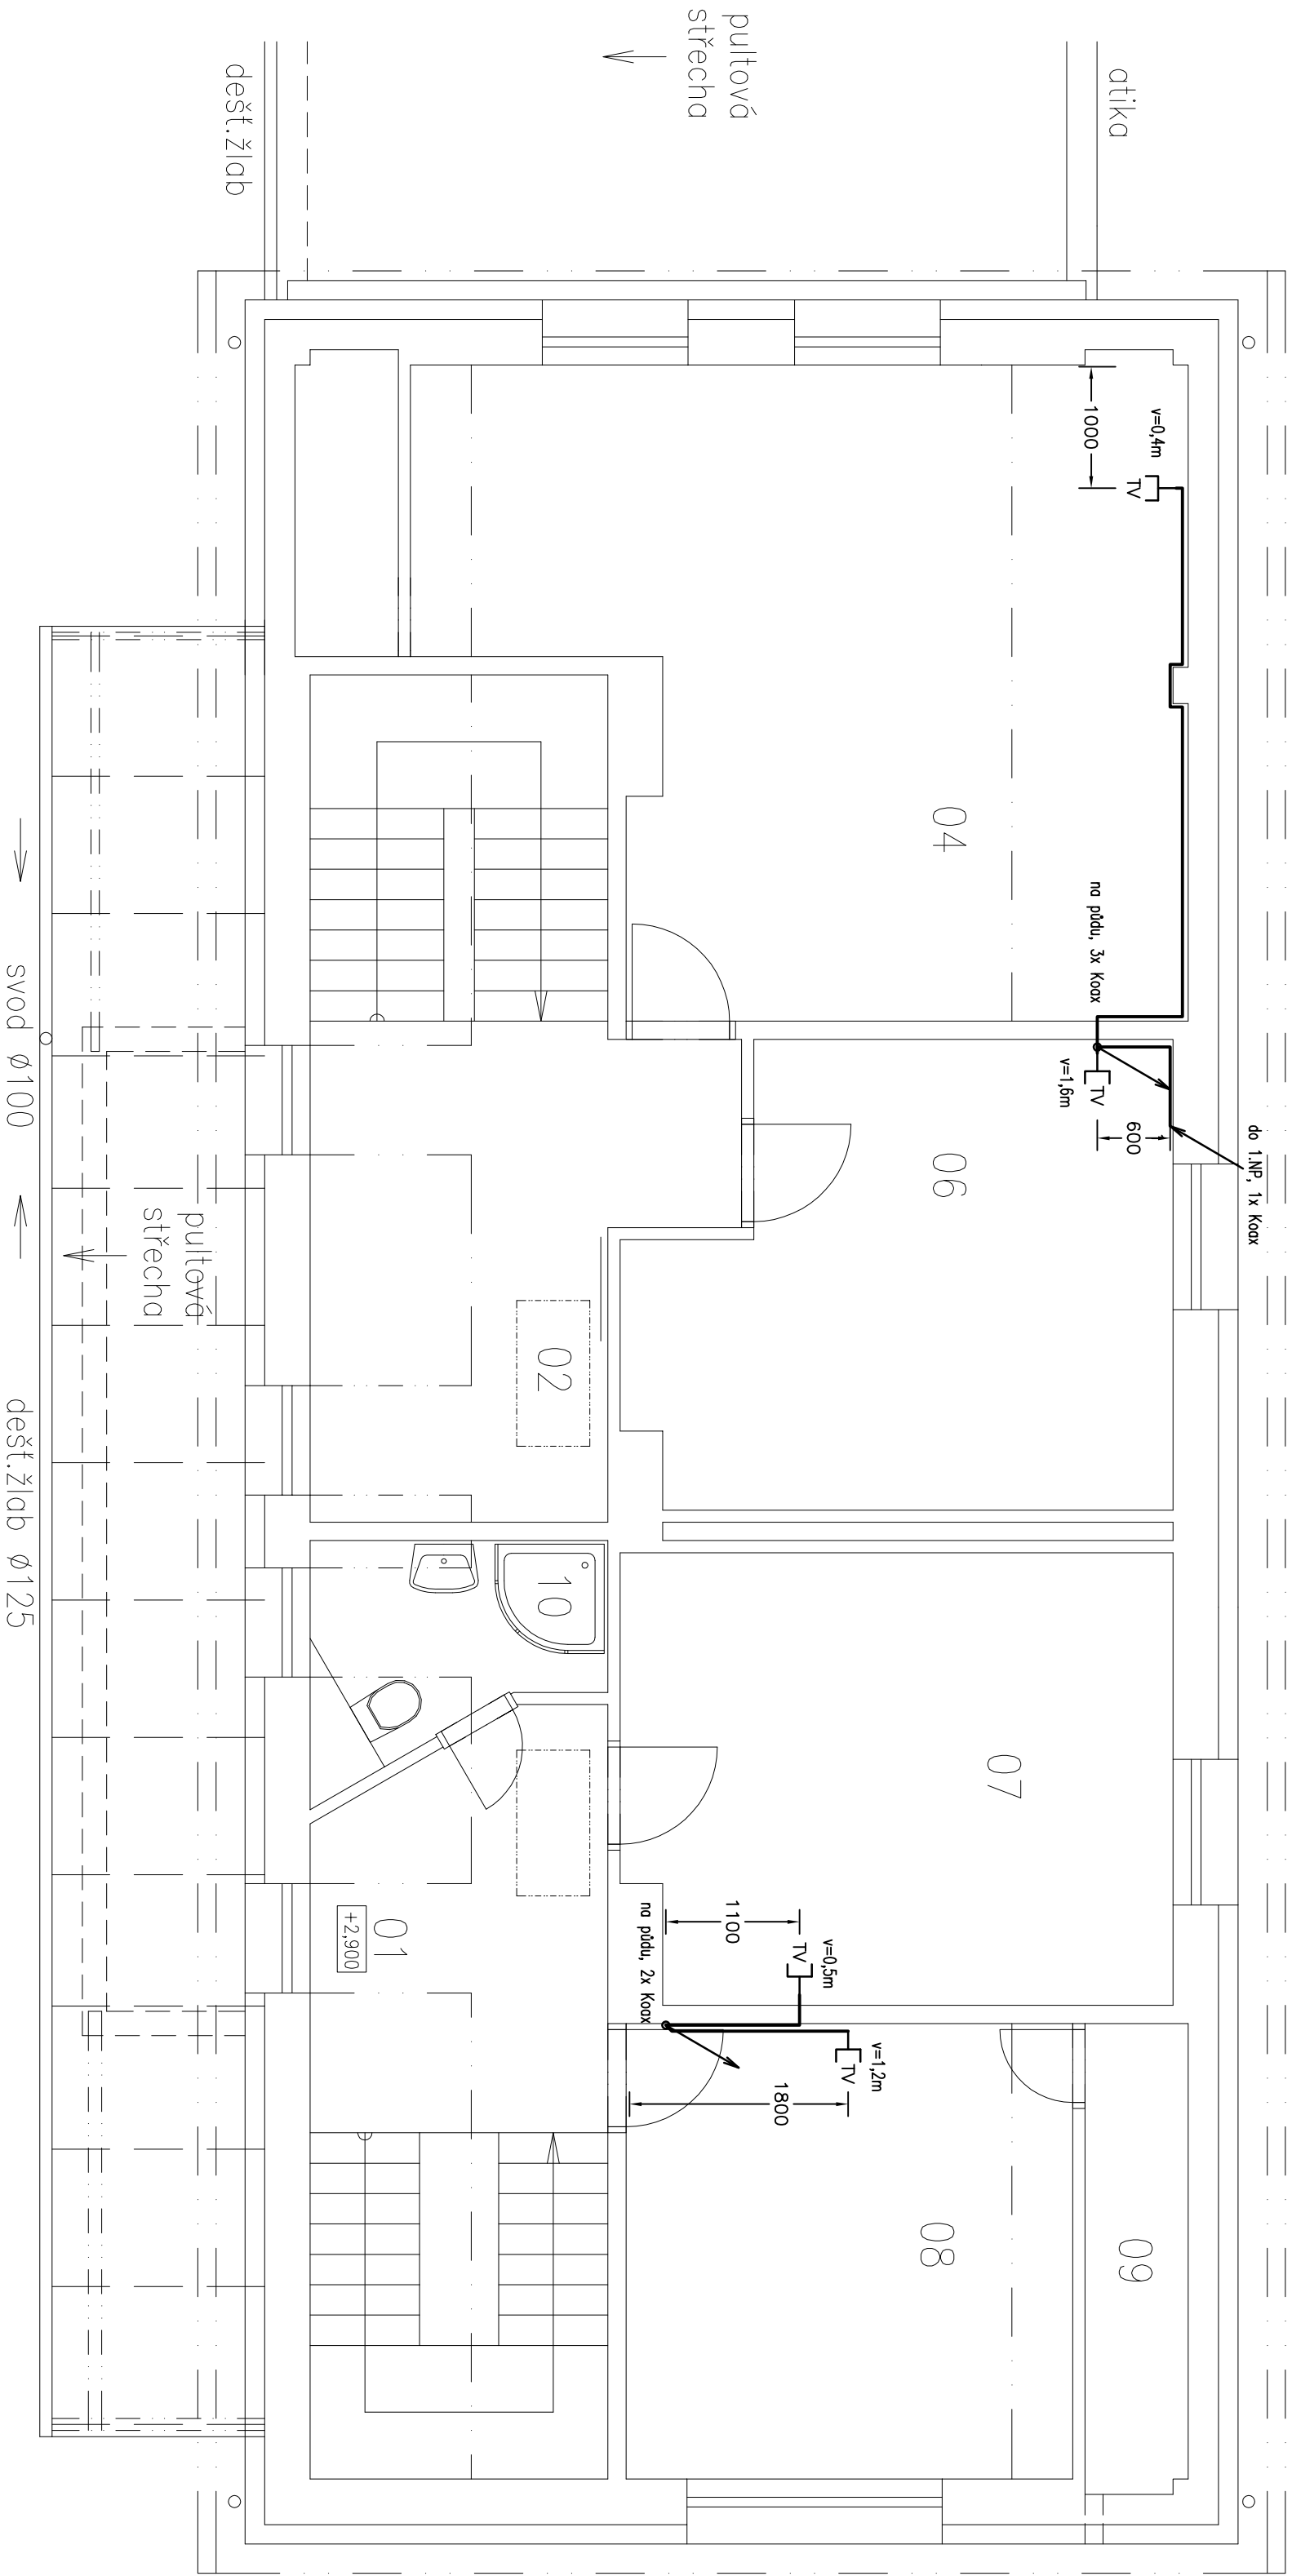 atika
pultová
střecha
dešť.žlab
v=0,4m
TV
1000
04
na půdu, 3x Koax
do 1.NP, 1x Koax
TV
v=1,6m
600
06
02
10
07
01
+2,900
1100
v=0,5m
TV
na půdu, 2x Koax
v=1,2m
TV
1800
08
09
pultová
střecha
svod ø100
dešť.žlab ø125